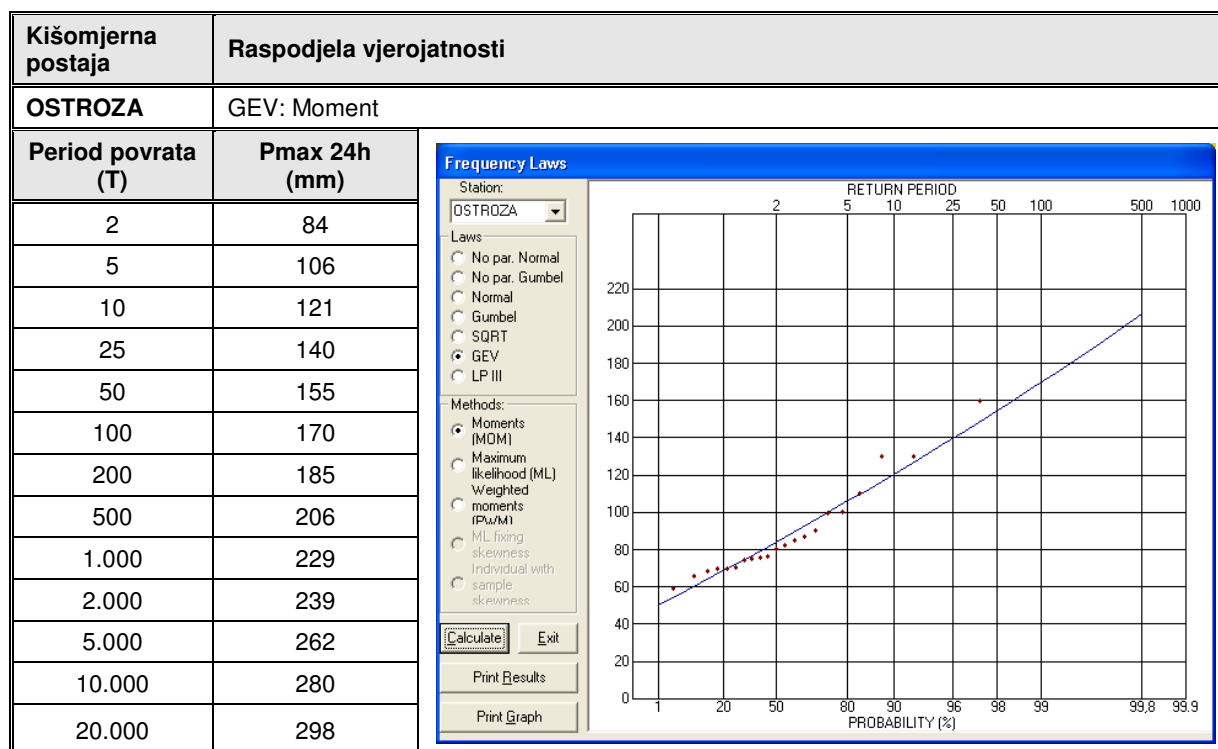 Kišomjerna
postaja
Raspodjela vjerojatnosti
OSTROZA
GEV: Moment
Period povrata
(T)
Pmax 24h
(mm)
2 84
5 106
10 121
25 140
50 155
100 170
200 185
500 206
1.000 229
2.000 239
5.000 262
10.000 280
20.000 298
Frequency Laws
Station:
OSTROZA
Laws
No par. Normal
No par. Gumbel
Normal
Gumbel
SQRT
GEV
LP III
Methods:
Moments
(MOM)
Maximum
likelihood (ML)
Weighted
moments
(PWM)
ML fixing
skewness
Individual with
sample
skewness
Calculate Exit
Print Results
Print Graph
RETURN PERIOD
2 5 10 25 50 100 500 1000
220
200
180
160
140
120
100
80
60
40
20
0
1 20 50 80 90 96 98 99 99,8 99.9
PROBABILITY (%)